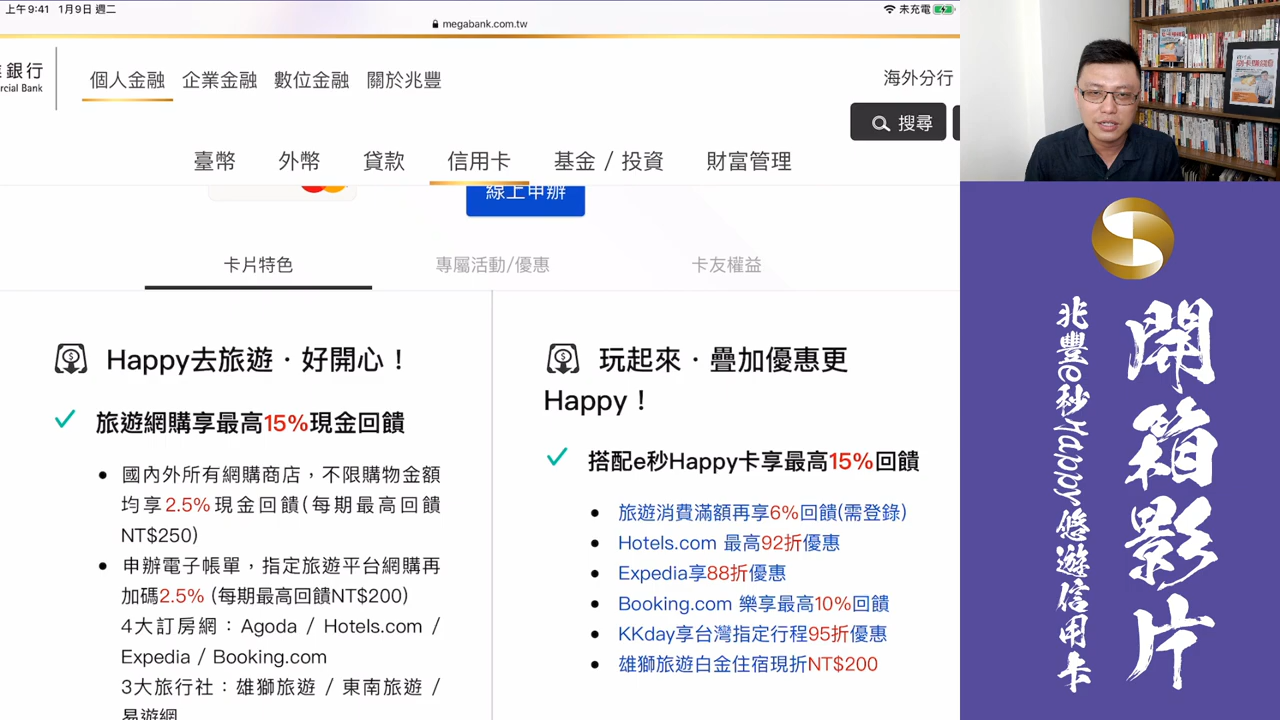 上午9:41 1月9日 週二
未充電
megabank.com.tw
銀行
cial Bank
個人金融 企業金融 數位金融 關於兆豐
海外分行
搜尋
臺幣 外幣 貸款 信用卡 基金 / 投資 財富管理
線上申辦
卡片特色 專屬活動/優惠 卡友權益
Happy去旅遊．好開心！
旅遊網購享最高15%現金回饋
國內外所有網購商店，不限購物金額
均享2.5%現金回饋(每期最高回饋
NT$250)
申辦電子帳單，指定旅遊平台網購再
加碼2.5% (每期最高回饋NT$200)
4大訂房網：Agoda / Hotels.com /
Expedia / Booking.com
3大旅行社：雄獅旅遊 / 東南旅遊 /
易遊網
玩起來．疊加優惠更
Happy！
搭配e秒Happy卡享最高15%回饋
旅遊消費滿額再享6%回饋(需登錄)
Hotels.com 最高92折優惠
Expedia享88折優惠
Booking.com 樂享最高10%回饋
KKday享台灣指定行程95折優惠
雄獅旅遊白金住宿現折NT$200
開箱影片
兆豐e秒Happy悠遊信用卡